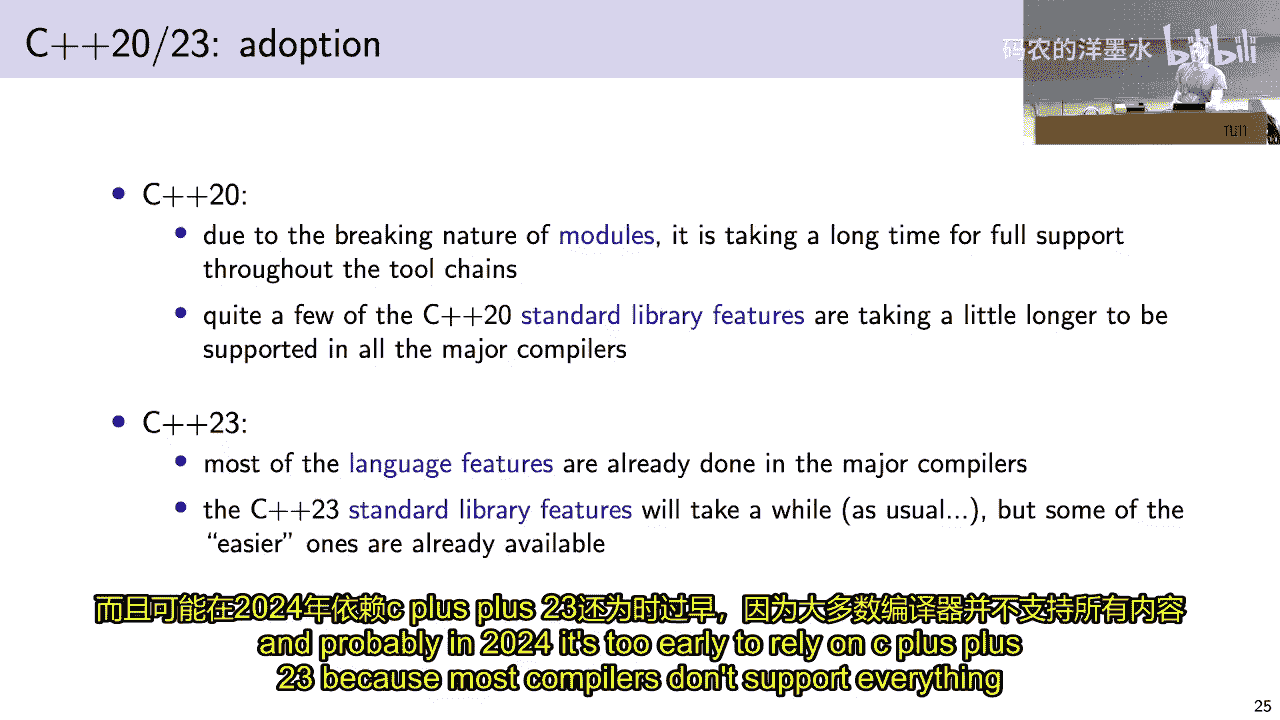 C++20/23: adoption
码农的洋墨水 bilibili
TUM
• C++20:
• due to the breaking nature of modules, it is taking a long time for full support
throughout the tool chains
• quite a few of the C++20 standard library features are taking a little longer to be
supported in all the major compilers
• C++23:
• most of the language features are already done in the major compilers
• the C++23 standard library features will take a while (as usual...), but some of the
“easier” ones are already available
而且可能在2024年依赖c plus plus 23还为时过早，因为大多数编译器并不支持所有内容
and probably in 2024 it's too early to rely on c plus plus
23 because most compilers don't support everything
25